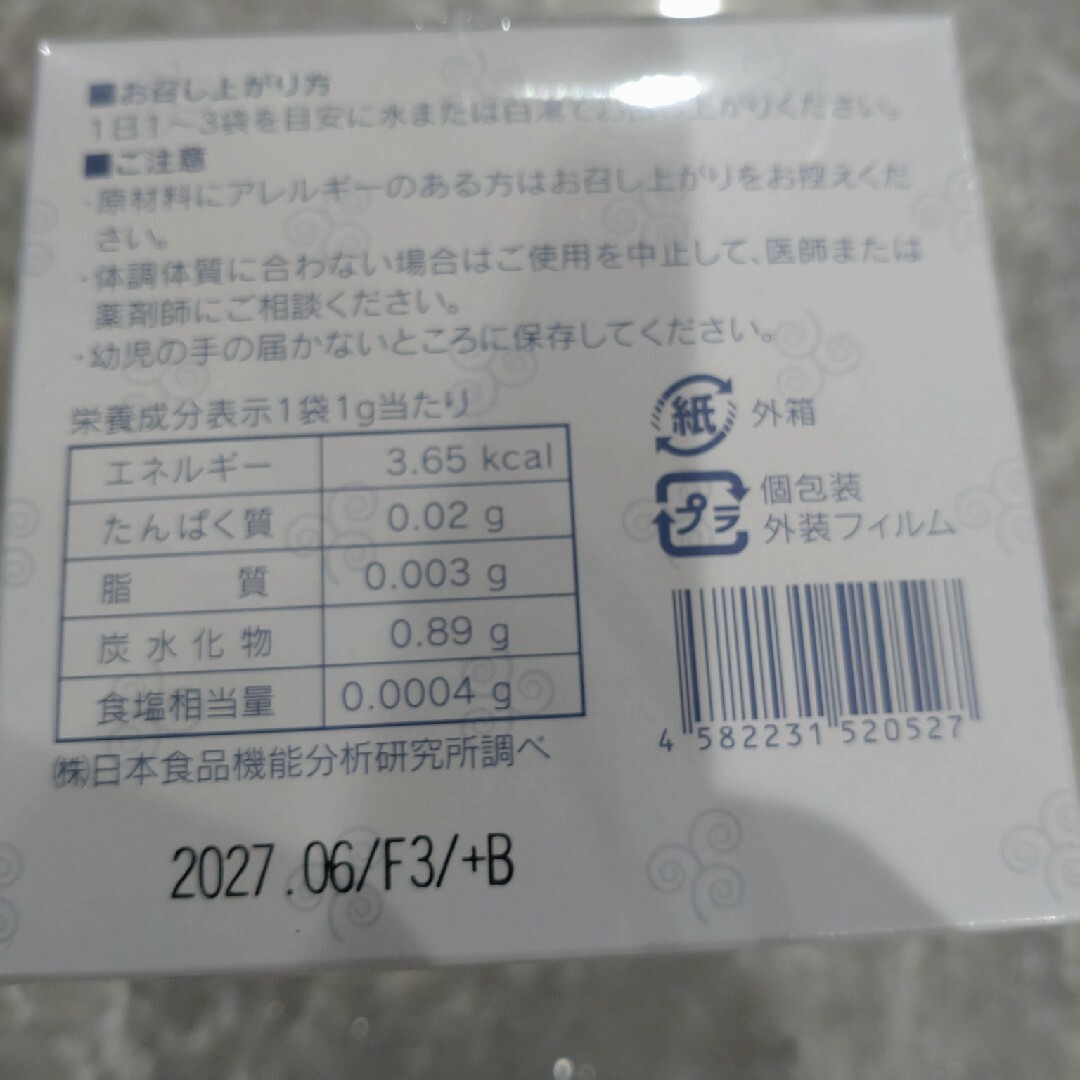 ■お召し上がり方
1日1～3袋を目安に水または白湯でお召し上がりください。
■ご注意
・原材料にアレルギーのある方はお召し上がりをお控えくだ
さい。
・体調体質に合わない場合はご使用を中止して、医師または
薬剤師にご相談ください。
・幼児の手の届かないところに保存してください。
栄養成分表示1袋1g当たり
エネルギー 3.65 kcal
たんぱく質 0.02 g
脂質 0.003 g
炭水化物 0.89 g
食塩相当量 0.0004 g
㈱日本食品機能分析研究所調べ
紙 外箱
プラ 個包装
外装フィルム
4 582231 520527
2027.06/F3/+B